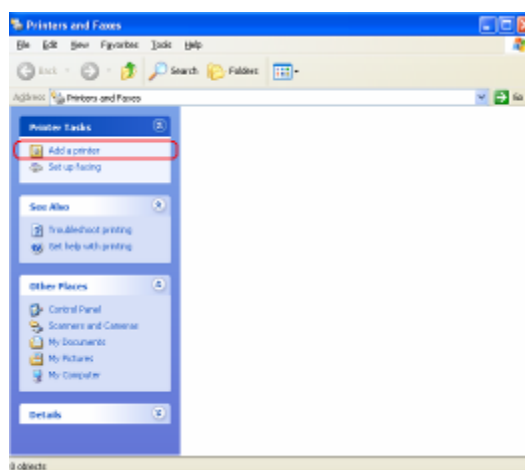 Printers and Faxes
File Edit View Favorites Tools Help
Back Search Folders
Address Printers and Faxes Go
Printer Tasks
Add a printer
Set up faxing
See Also
Troubleshoot printing
Get help with printing
Other Places
Control Panel
Scanners and Cameras
My Documents
My Pictures
My Computer
Details
0 objects